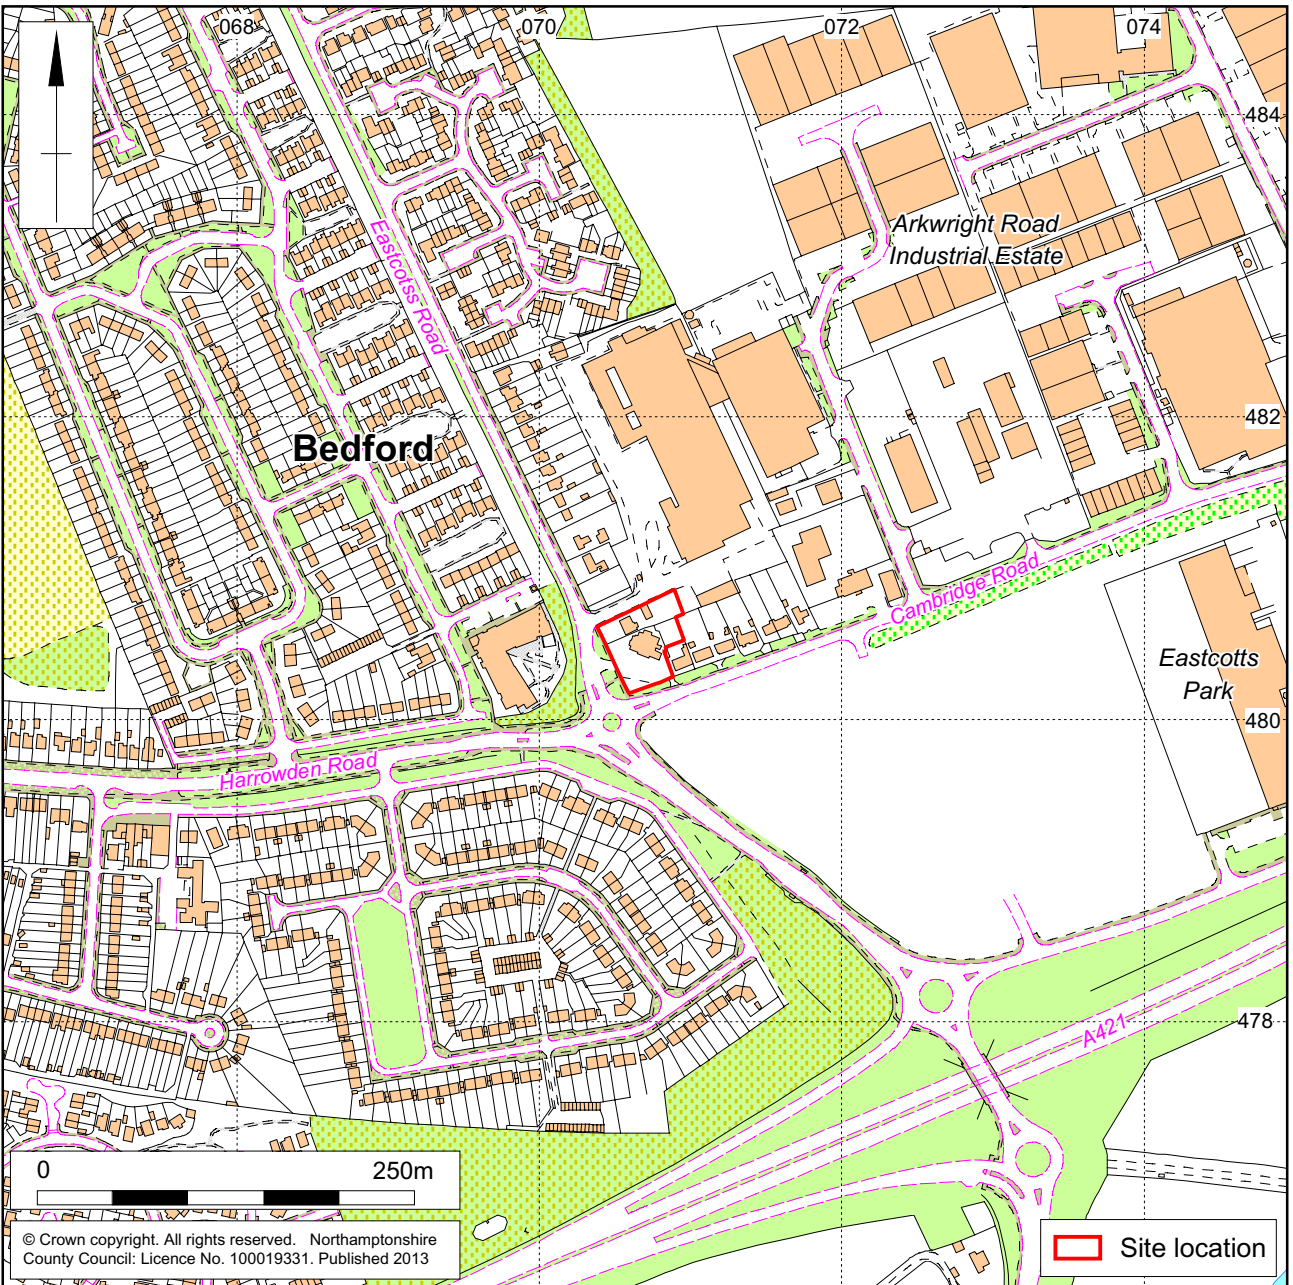 068
070
072
074
484
Arkwright Road
Industrial Estate
Eastcotss Road
482
Bedford
Cambridge Road
Eastcotts
Park
480
Harrowden Road
478
A421
0
250m
© Crown copyright. All rights reserved. Northamptonshire
County Council: Licence No. 100019331. Published 2013
Site location